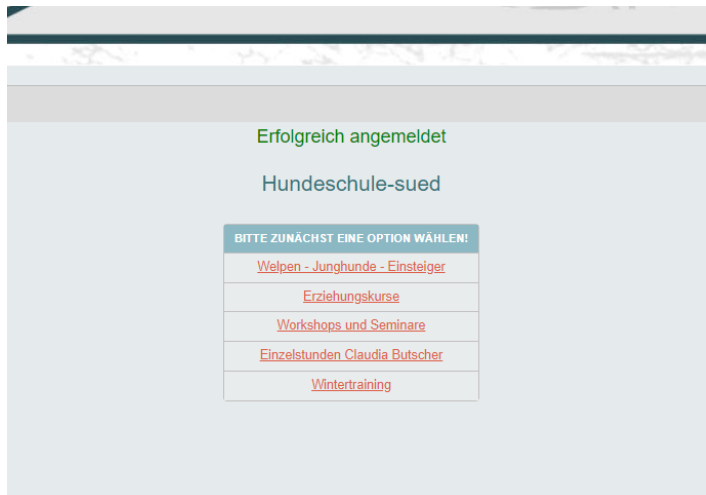 Erfolgreich angemeldet
Hundeschule-sued
BITTE ZUNÄCHST EINE OPTION WÄHLEN!
Welpen - Junghunde - Einsteiger
Erziehungskurse
Workshops und Seminare
Einzelstunden Claudia Butscher
Wintertraining